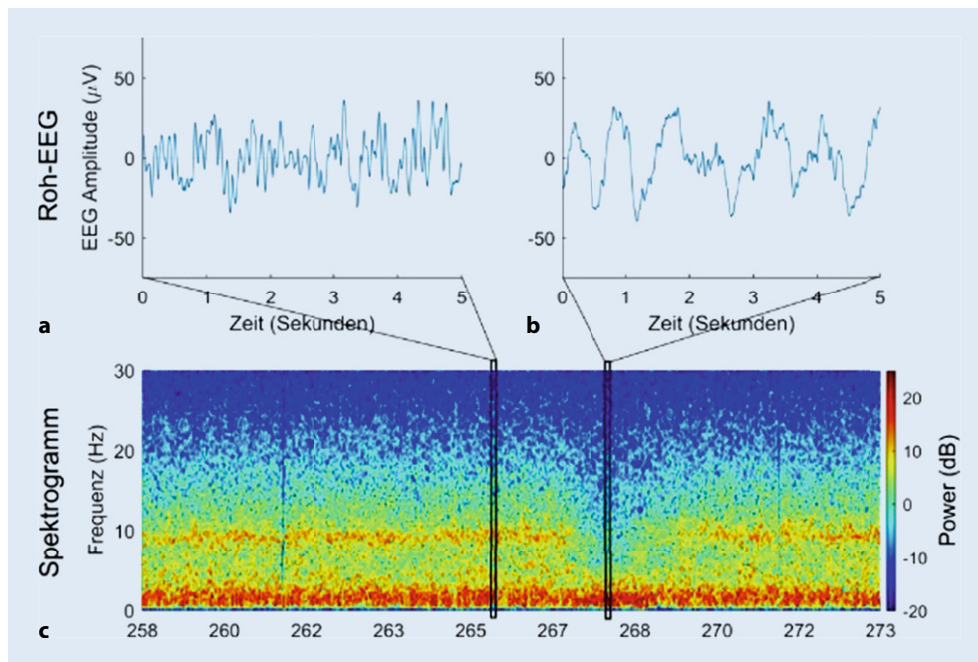 Roh-EEG
EEG Amplitude (µV)
50
0
-50
0 1 2 3 4 5
Zeit (Sekunden)
a
50
0
-50
0 1 2 3 4 5
Zeit (Sekunden)
b
Spektrogramm
Frequenz (Hz)
30
20
10
0
258 260 262 263 265 267 268 270 272 273
c
20
10
0
-10
-20
Power (dB)